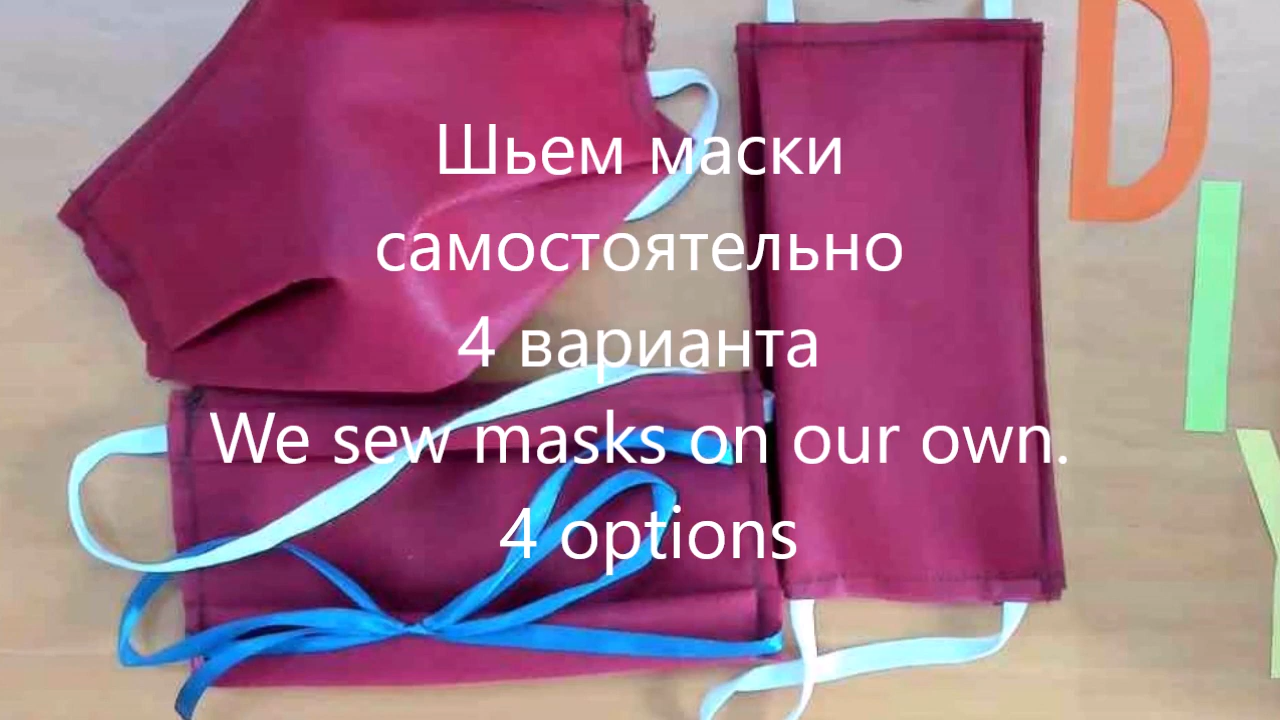 Шьем маски
самостоятельно
4 варианта
We sew masks on our own.
4 options
D
I
Y